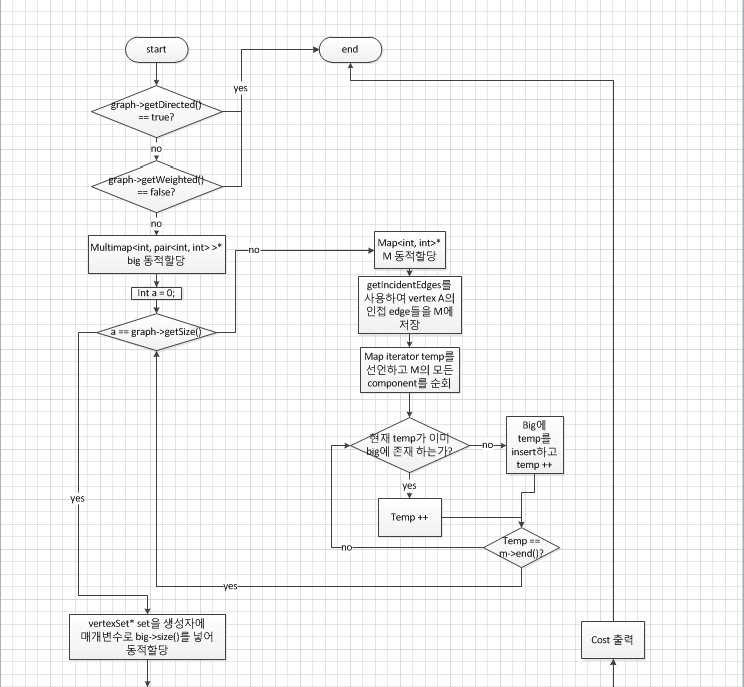 start
end
yes
graph->getDirected()
== true?
no
graph->getWeighted()
== false?
no
Multimap<int, pair<int, int> >*
big 동적할당
Int a = 0;
a == graph->getSize()
no
Map<int, int>*
M 동적할당
getIncidentEdges를
사용하여 vertex A의
인접 edge들을 M에
저장
Map iterator temp를
선언하고 M의 모든
component를 순회
현재 temp가 이미
big에 존재 하는가?
no
Big에
temp를
insert하고
temp ++
yes
Temp ++
Temp ==
m->end()?
no
yes
yes
vertexSet* set을 생성자에
매개변수로 big->size()를 넣어
동적할당
Cost 출력